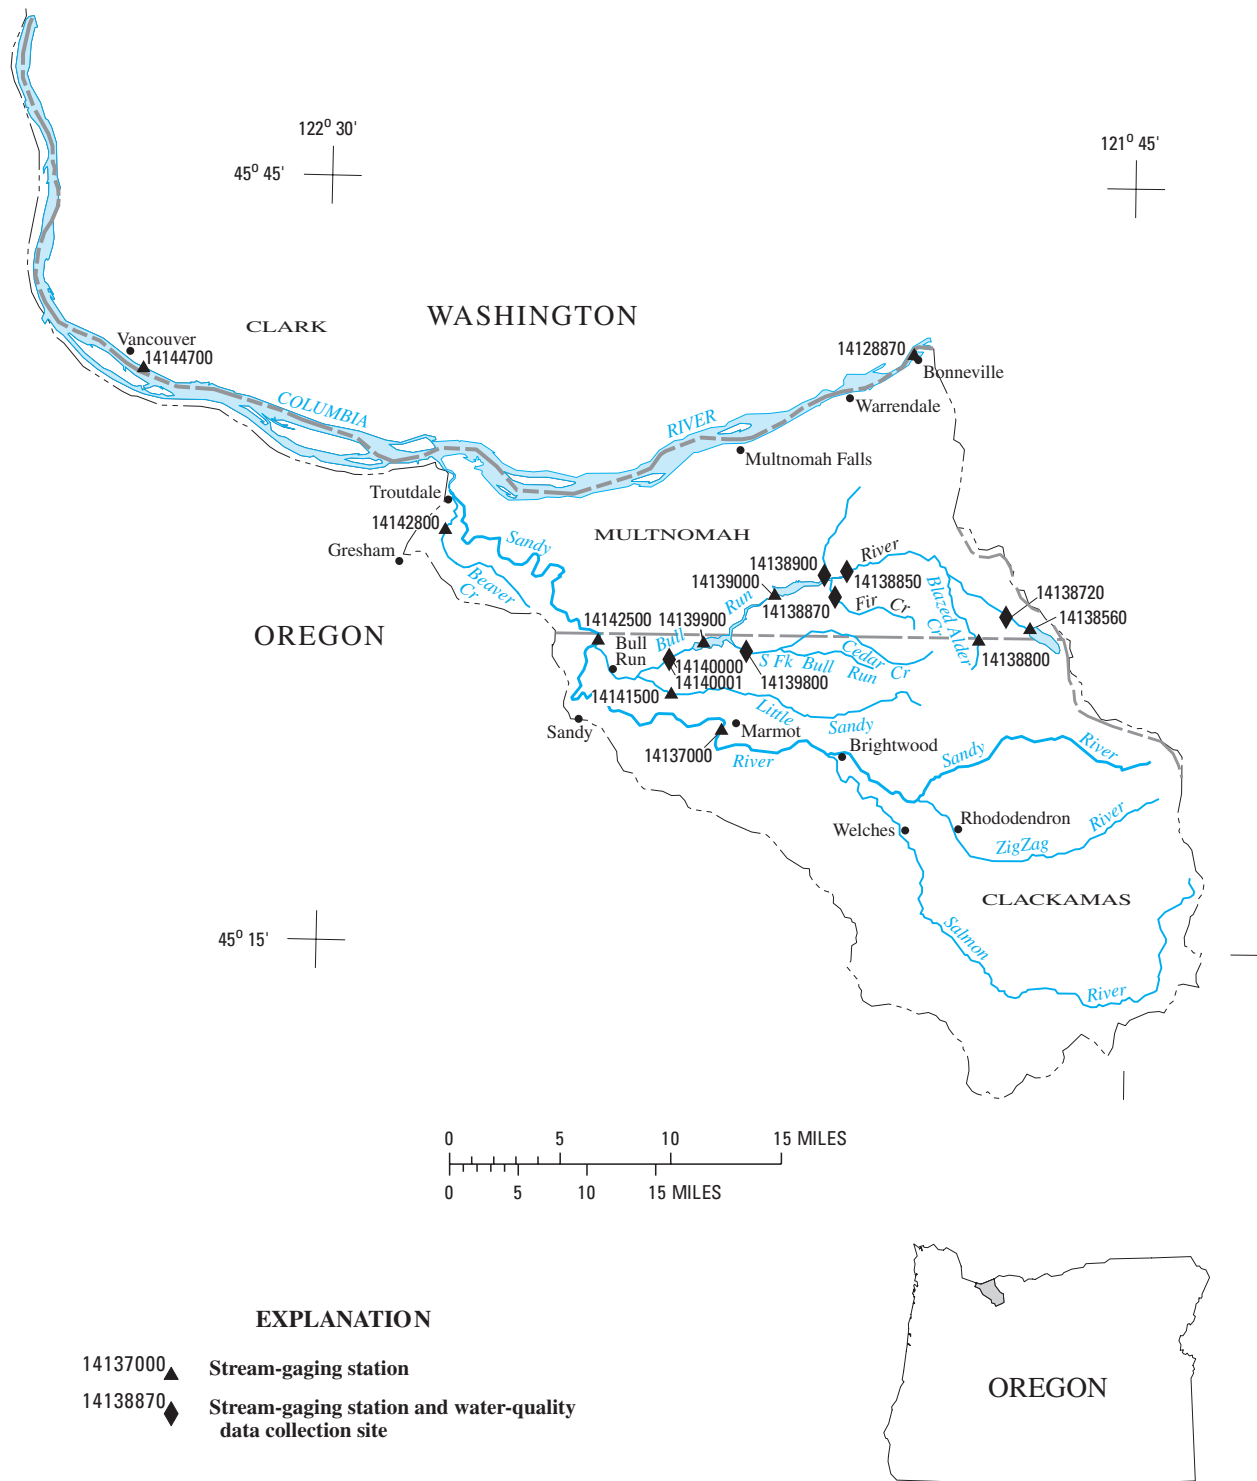 122o 30'
121o 45'
45o 45'
WASHINGTON
CLARK
Vancouver
14144700
14128870
Bonneville
COLUMBIA
RIVER
Warrendale
Multnomah Falls
Troutdale
14142800
Sandy
MULTNOMAH
Gresham
Beaver
Cr
14138900
River
14139000
14138850
14138870
Fir Cr
Blazed Alder
Cr
14138720
14138560
OREGON
14142500
14139900
Bull
Run
Bull
Run
14140000
14140001
S Fk Bull
Run
Cedar
Cr
14139800
14138800
14141500
Little
Sandy
Sandy
Marmot
14137000
River
Brightwood
Sandy
River
Welches
Rhododendron
ZigZag
River
CLACKAMAS
45o 15'
Salmon
River
0 5 10 15 MILES
0 5 10 15 MILES
EXPLANATION
14137000 Stream-gaging station
14138870 Stream-gaging station and water-quality
data collection site
OREGON